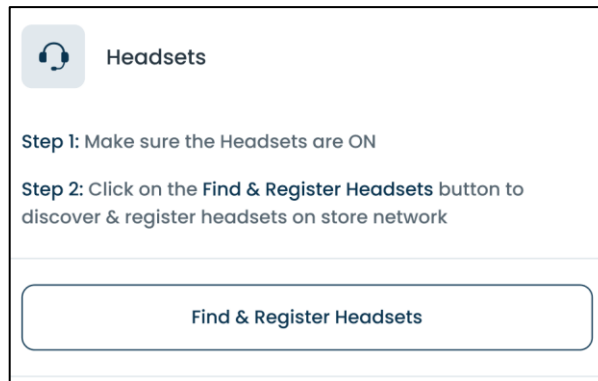 Headsets
Step 1: Make sure the Headsets are ON
Step 2: Click on the Find & Register Headsets button to
discover & register headsets on store network
Find & Register Headsets